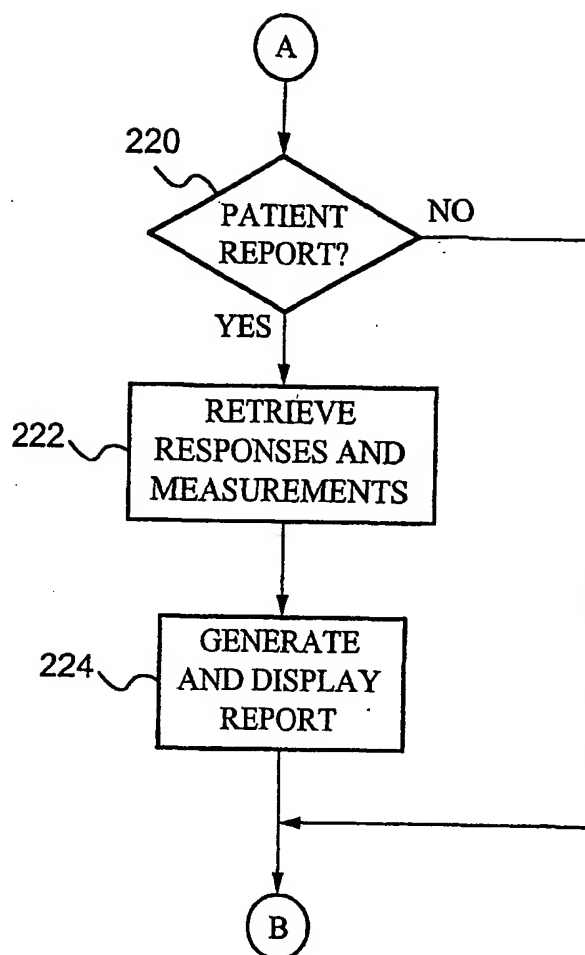 A
220
PATIENT
REPORT?
NO
YES
222
RETRIEVE
RESPONSES AND
MEASUREMENTS
224
GENERATE
AND DISPLAY
REPORT
B